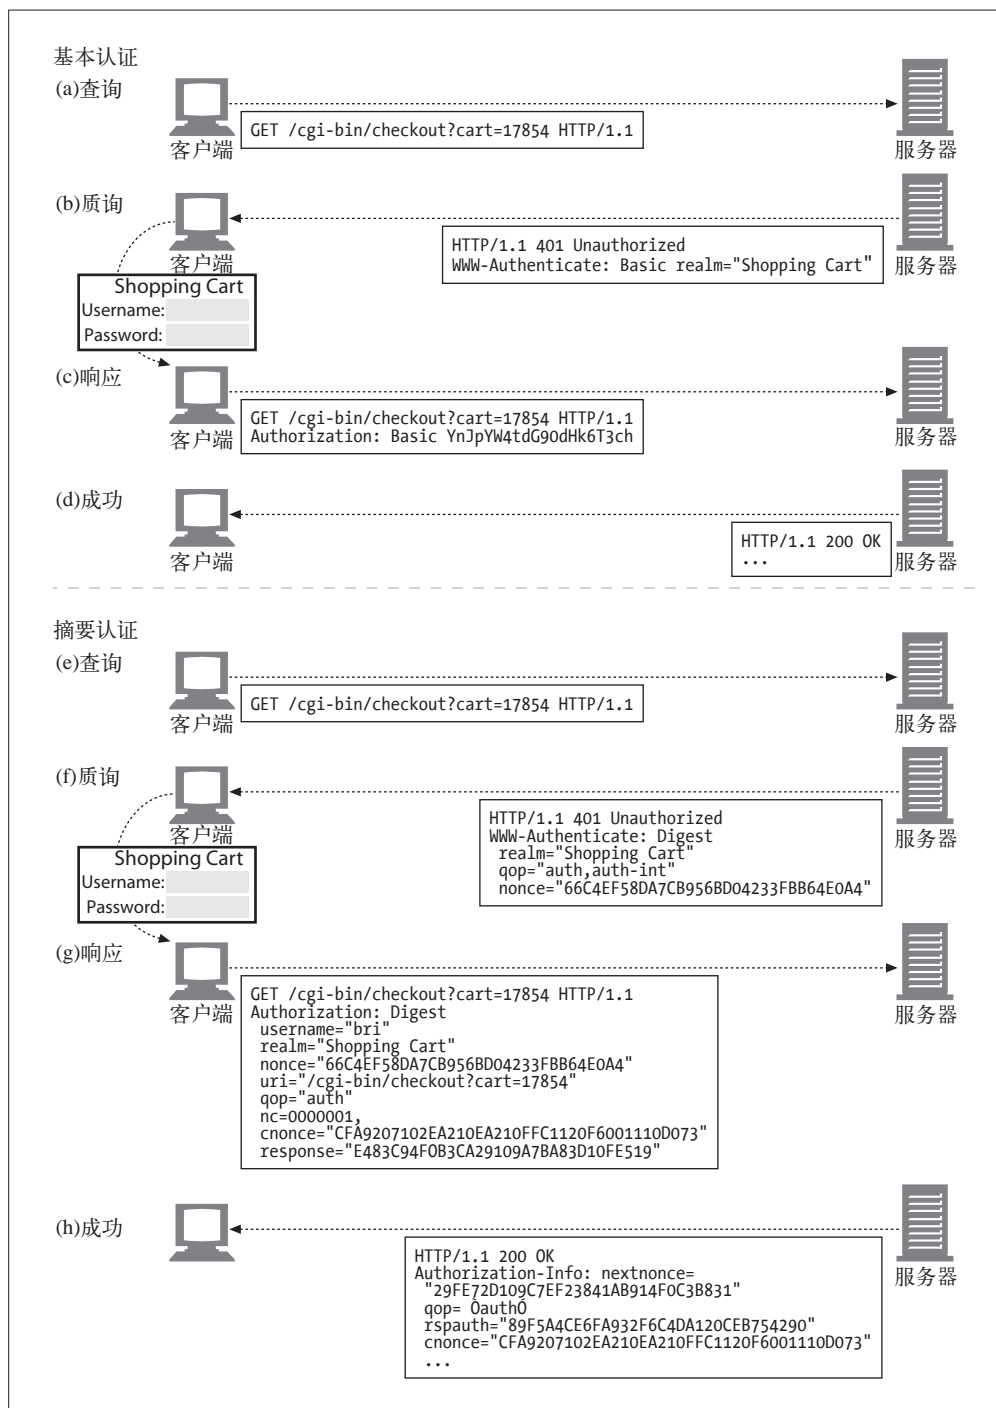 基本认证
(a)查询
GET /cgi-bin/checkout?cart=17854 HTTP/1.1
客户端
服务器
(b)质询
HTTP/1.1 401 Unauthorized
WWW-Authenticate: Basic realm="Shopping Cart"
客户端
服务器
Shopping Cart
Username:
Password:
(c)响应
GET /cgi-bin/checkout?cart=17854 HTTP/1.1
Authorization: Basic YnJpYW4tdG90dHk6T3ch
客户端
服务器
(d)成功
HTTP/1.1 200 OK
...
客户端
服务器
摘要认证
(e)查询
GET /cgi-bin/checkout?cart=17854 HTTP/1.1
客户端
服务器
(f)质询
HTTP/1.1 401 Unauthorized
WWW-Authenticate: Digest
realm="Shopping Cart"
qop="auth,auth-int"
nonce="66C4EF58DA7CB956BD04233FBB64E0A4"
客户端
服务器
Shopping Cart
Username:
Password:
(g)响应
GET /cgi-bin/checkout?cart=17854 HTTP/1.1
Authorization: Digest
username="bri"
realm="Shopping Cart"
nonce="66C4EF58DA7CB956BD04233FBB64E0A4"
uri="/cgi-bin/checkout?cart=17854"
qop="auth"
nc=0000001,
cnonce="CFA9207102EA210EA210FFC1120F6001110D073"
response="E483C94F0B3CA29109A7BA83D10FE519"
客户端
服务器
(h)成功
HTTP/1.1 200 OK
Authorization-Info: nextnonce=
"29FE72D109C7EF23841AB914F0C3B831"
qop= ÒauthÓ
rspauth="89F5A4CE6FA932F6C4DA120CEB754290"
cnonce="CFA9207102EA210EA210FFC1120F6001110D073"
...
服务器